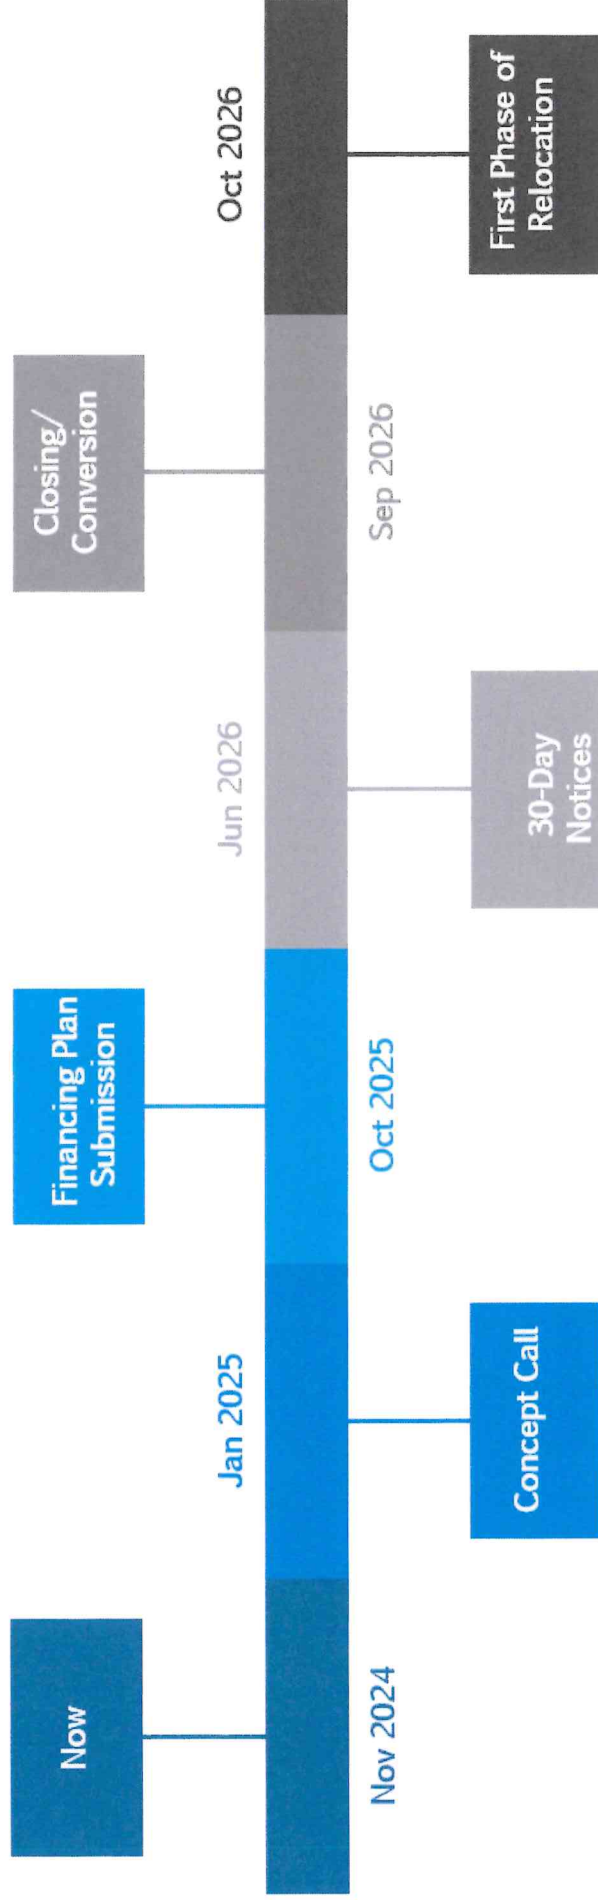 Now
Nov 2024
Jan 2025
Concept Call
Financing Plan
Submission
Oct 2025
Jun 2026
30-Day
Notices
Closing/
Conversion
Sep 2026
Oct 2026
First Phase of
Relocation